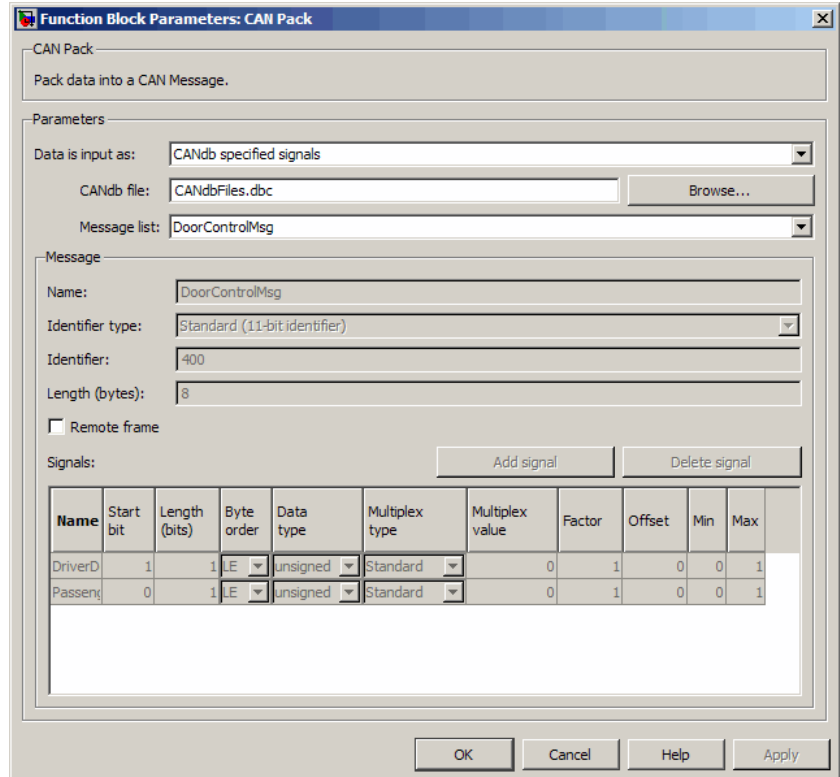 Function Block Parameters: CAN Pack
CAN Pack
Pack data into a CAN Message.
Parameters
Data is input as: CANdb specified signals
CANdb file: CANdbFiles.dbc Browse...
Message list: DoorControlMsg
Message
Name: DoorControlMsg
Identifier type: Standard (11-bit identifier)
Identifier: 400
Length (bytes): 8
Remote frame
Signals: Add signal Delete signal
Name Start bit Length (bits) Byte order Data type Multiplex type Multiplex value Factor Offset Min Max
DriverD 1 1 LE unsigned Standard 0 1 0 0 1
Passeng 0 1 LE unsigned Standard 0 1 0 0 1
OK Cancel Help Apply